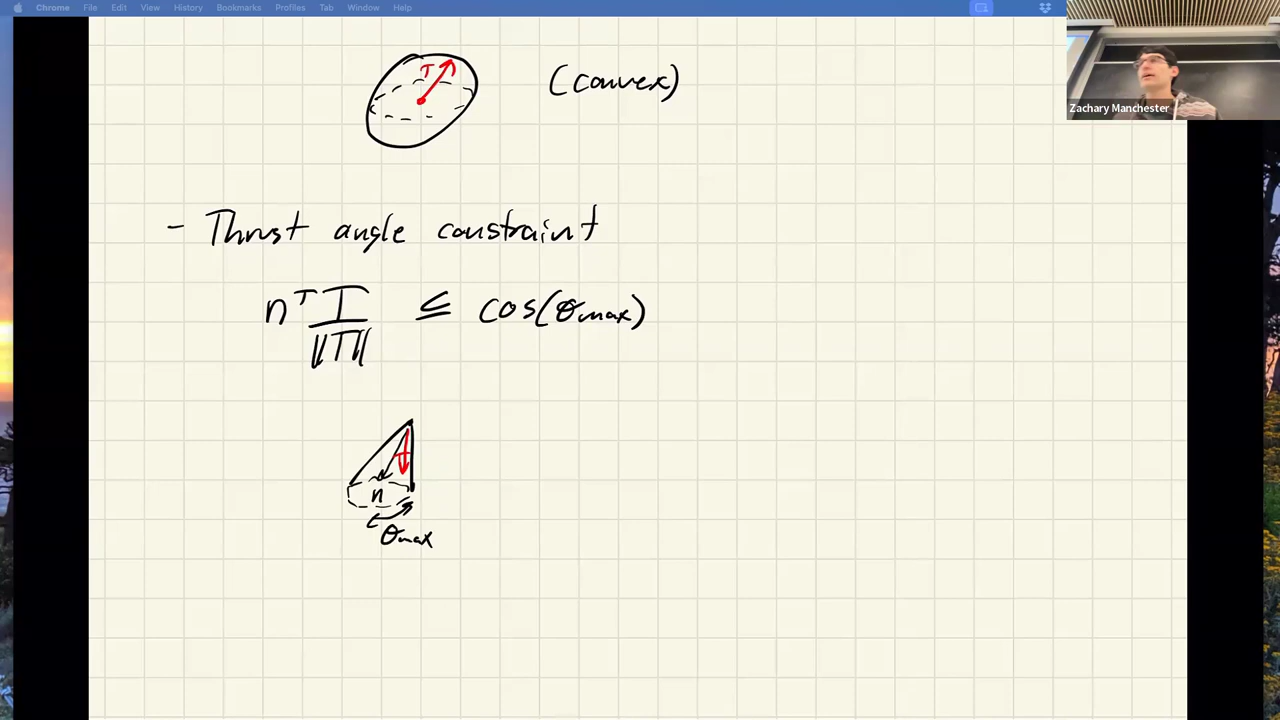 Chrome File Edit View History Bookmarks Profiles Tab Window Help
T (convex)
Zachary Manchester
- Thrust angle constraint
nᵀ T/‖T‖ ≤ cos(θmax)
T
n
θmax